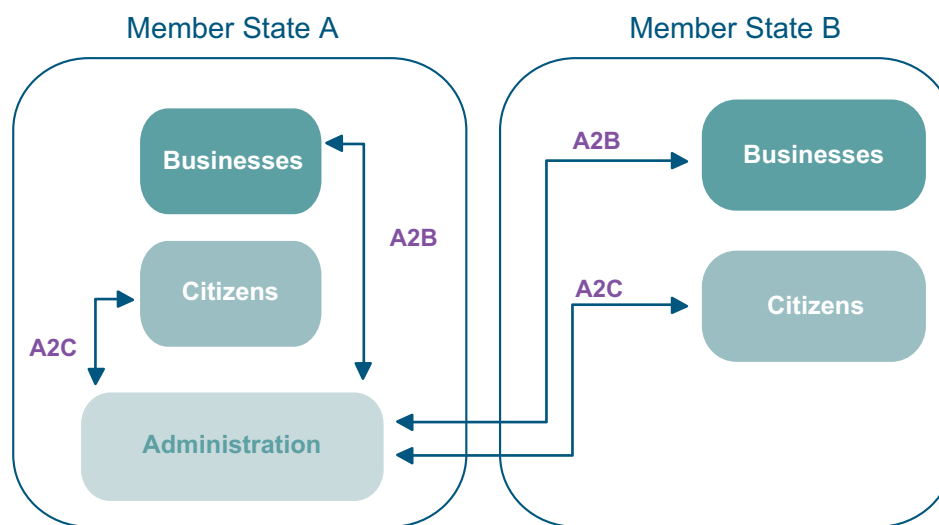 Member State A
Member State B
Businesses
A2B
Businesses
A2B
Citizens
A2C
Citizens
A2C
Administration